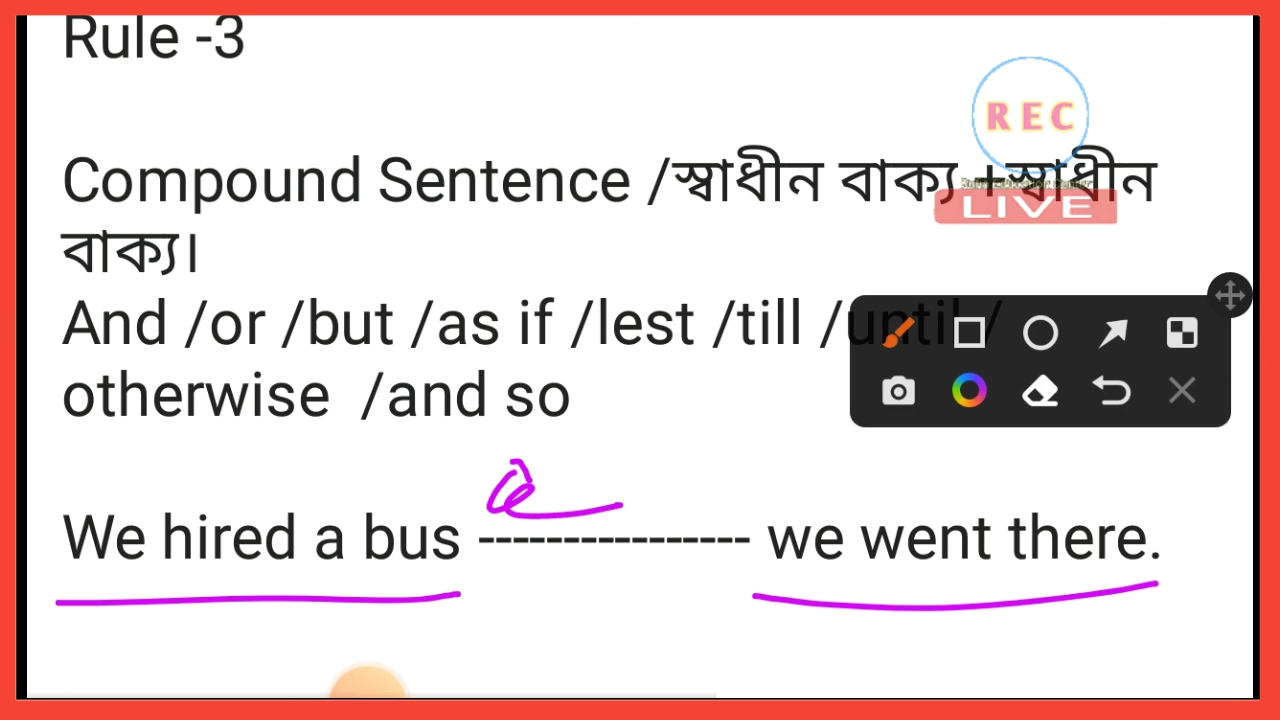 Rule -3
REC
Compound Sentence /স্বাধীন বাক্য +স্বাধীন
LIVE
বাক্য।
And /or /but /as if /lest /till /until /
otherwise /and so
We hired a bus ---------------- we went there.